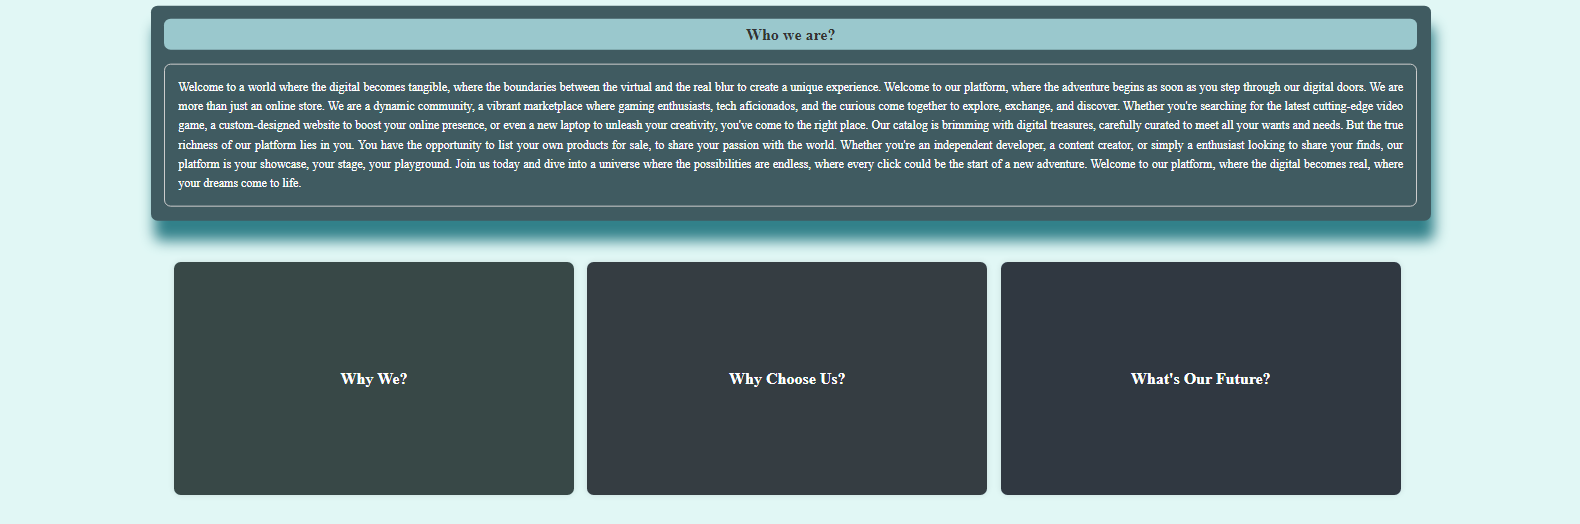 Who we are?
Welcome to a world where the digital becomes tangible, where the boundaries between the virtual and the real blur to create a unique experience. Welcome to our platform, where the adventure begins as soon as you step through our digital doors. We are
more than just an online store. We are a dynamic community, a vibrant marketplace where gaming enthusiasts, tech aficionados, and the curious come together to explore, exchange, and discover. Whether you're searching for the latest cutting-edge video
game, a custom-designed website to boost your online presence, or even a new laptop to unleash your creativity, you've come to the right place. Our catalog is brimming with digital treasures, carefully curated to meet all your wants and needs. But the true
richness of our platform lies in you. You have the opportunity to list your own products for sale, to share your passion with the world. Whether you're an independent developer, a content creator, or simply a enthusiast looking to share your finds, our
platform is your showcase, your stage, your playground. Join us today and dive into a universe where the possibilities are endless, where every click could be the start of a new adventure. Welcome to our platform, where the digital becomes real, where
your dreams come to life.
Why We?
Why Choose Us?
What's Our Future?